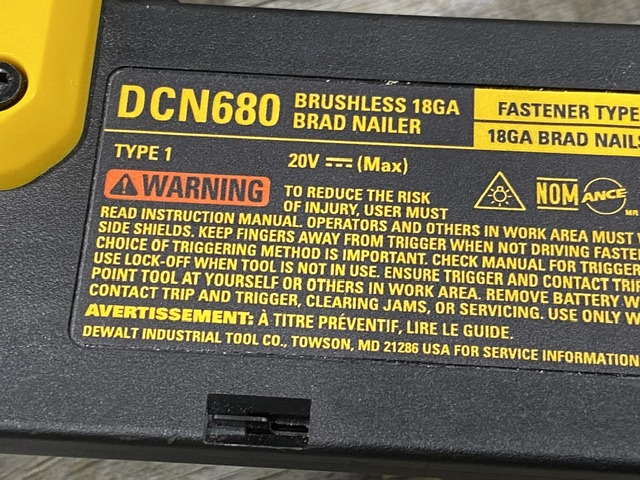 DCN680 BRUSHLESS 18GA
BRAD NAILER
FASTENER TYPE
18GA BRAD NAILS
TYPE 1 20V (Max)
WARNING TO REDUCE THE RISK
OF INJURY, USER MUST
NOM ANCE
READ INSTRUCTION MANUAL. OPERATORS AND OTHERS IN WORK AREA MUST
SIDE SHIELDS. KEEP FINGERS AWAY FROM TRIGGER WHEN NOT DRIVING
CHOICE OF TRIGGERING METHOD IS IMPORTANT. CHECK MANUAL FOR
USE LOCK-OFF WHEN TOOL IS NOT IN USE. ENSURE TRIGGER AND CONTACT
POINT TOOL AT YOURSELF OR OTHERS IN WORK AREA. REMOVE BATTERY
CONTACT TRIP AND TRIGGER, CLEARING JAMS, OR SERVICING. USE ONLY
AVERTISSEMENT: À TITRE PRÉVENTIF, LIRE LE GUIDE.
DEWALT INDUSTRIAL TOOL CO., TOWSON, MD 21286 USA FOR SERVICE INFORMATION